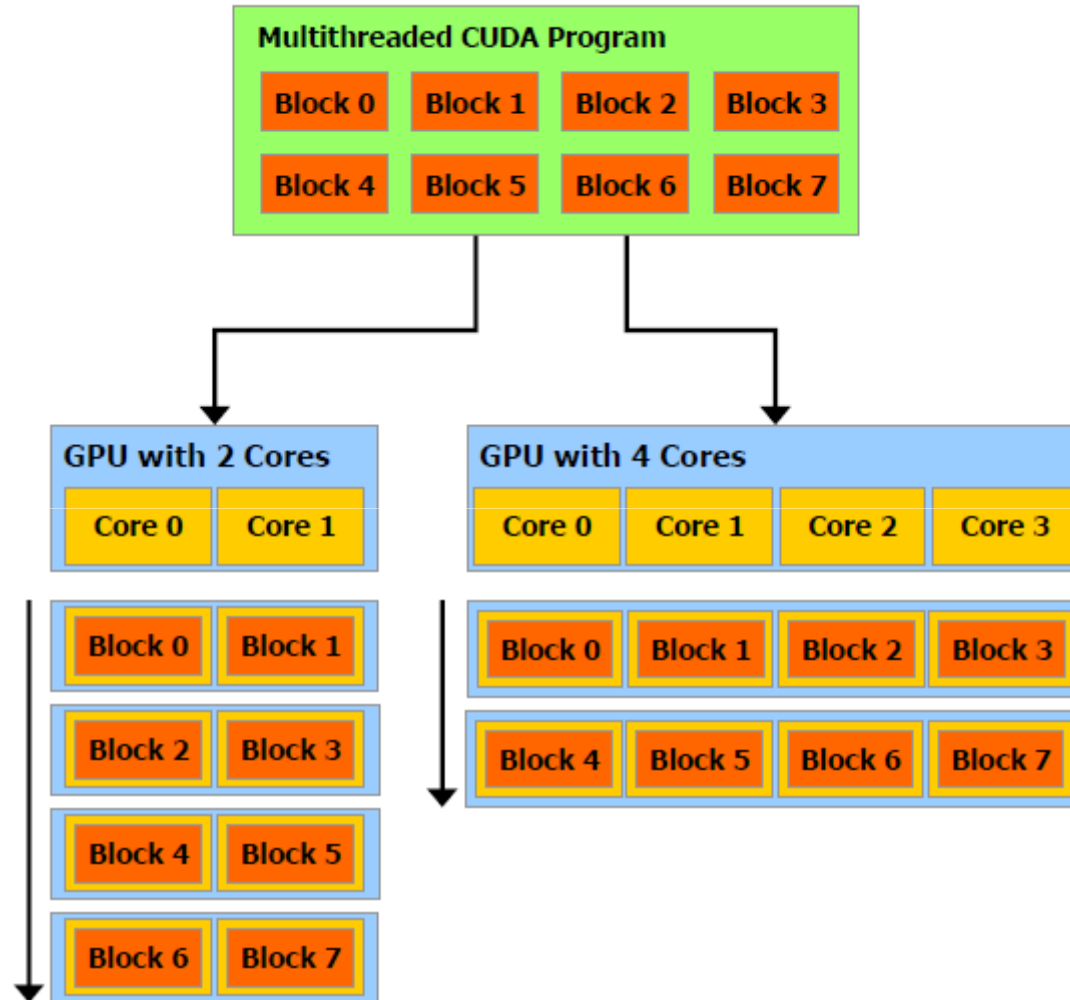 Multithreaded CUDA Program
Block 0 Block 1 Block 2 Block 3
Block 4 Block 5 Block 6 Block 7
GPU with 2 Cores
Core 0 Core 1
Block 0 Block 1
Block 2 Block 3
Block 4 Block 5
Block 6 Block 7
GPU with 4 Cores
Core 0 Core 1 Core 2 Core 3
Block 0 Block 1 Block 2 Block 3
Block 4 Block 5 Block 6 Block 7